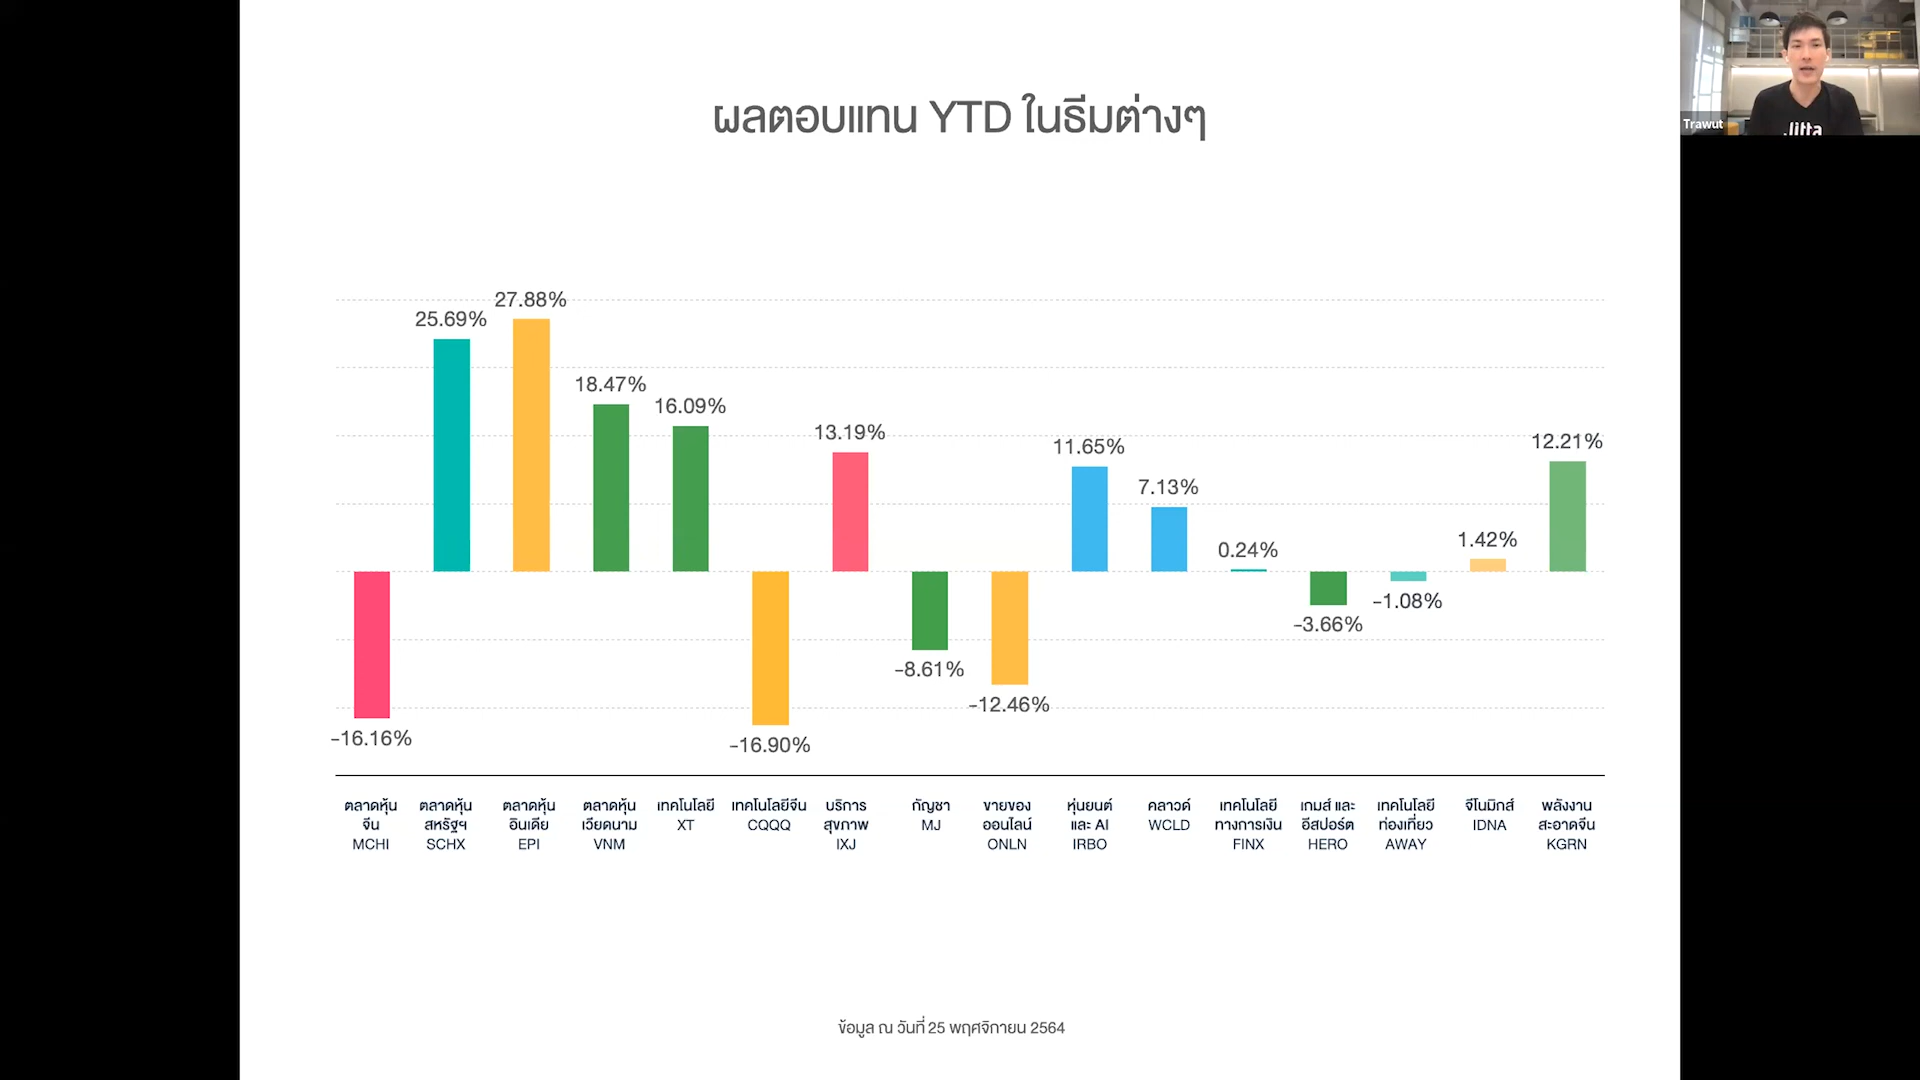 ผลตอบแทน YTD ในธีมต่างๆ
Trawut
Jitta
27.88%
25.69%
18.47%
16.09%
13.19%
11.65%
7.13%
0.24%
1.42%
12.21%
-16.16%
-16.90%
-8.61%
-12.46%
-3.66%
-1.08%
ตลาดหุ้น
จีน
MCHI
ตลาดหุ้น
สหรัฐฯ
SCHX
ตลาดหุ้น
อินเดีย
EPI
ตลาดหุ้น
เวียดนาม
VNM
เทคโนโลยี
XT
เทคโนโลยีจีน
CQQQ
บริการ
สุขภาพ
IXJ
กัญชา
MJ
ขายของ
ออนไลน์
ONLN
หุ่นยนต์
และ AI
IRBO
คลาวด์
WCLD
เทคโนโลยี
ทางการเงิน
FINX
เกมส์ และ
อีสปอร์ต
HERO
เทคโนโลยี
ท่องเที่ยว
AWAY
จีโนมิกส์
IDNA
พลังงาน
สะอาดจีน
KGRN
ข้อมูล ณ วันที่ 25 พฤศจิกายน 2564